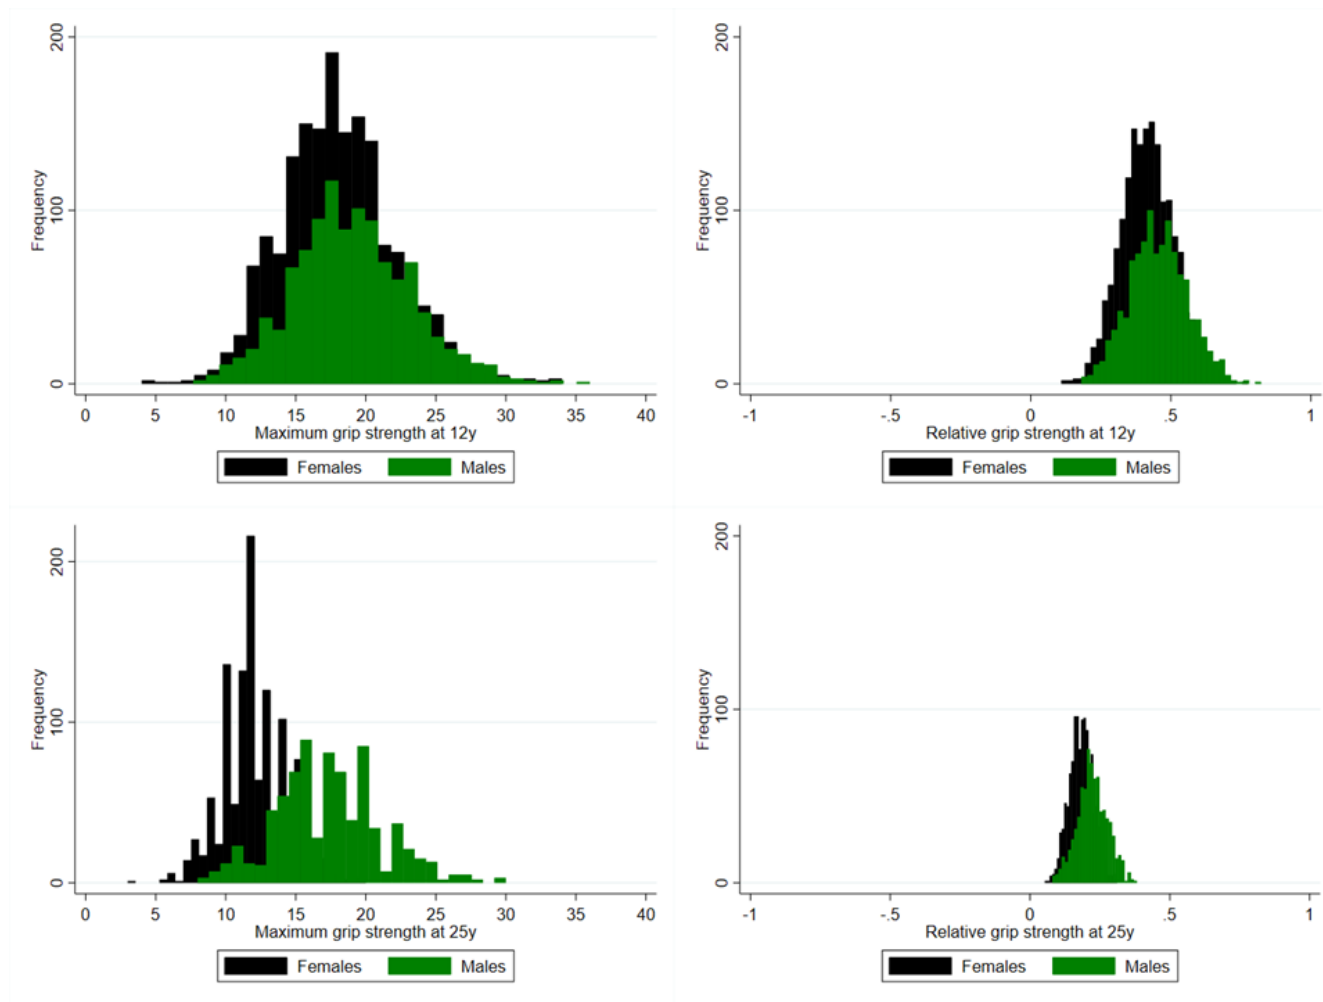 200
100
0
Frequency
0 5 10 15 20 25 30 35 40
Maximum grip strength at 12y
Females Males
200
100
0
Frequency
-1 -.5 0 .5 1
Relative grip strength at 12y
Females Males
200
100
0
Frequency
0 5 10 15 20 25 30 35 40
Maximum grip strength at 25y
Females Males
200
100
0
Frequency
-1 -.5 0 .5 1
Relative grip strength at 25y
Females Males